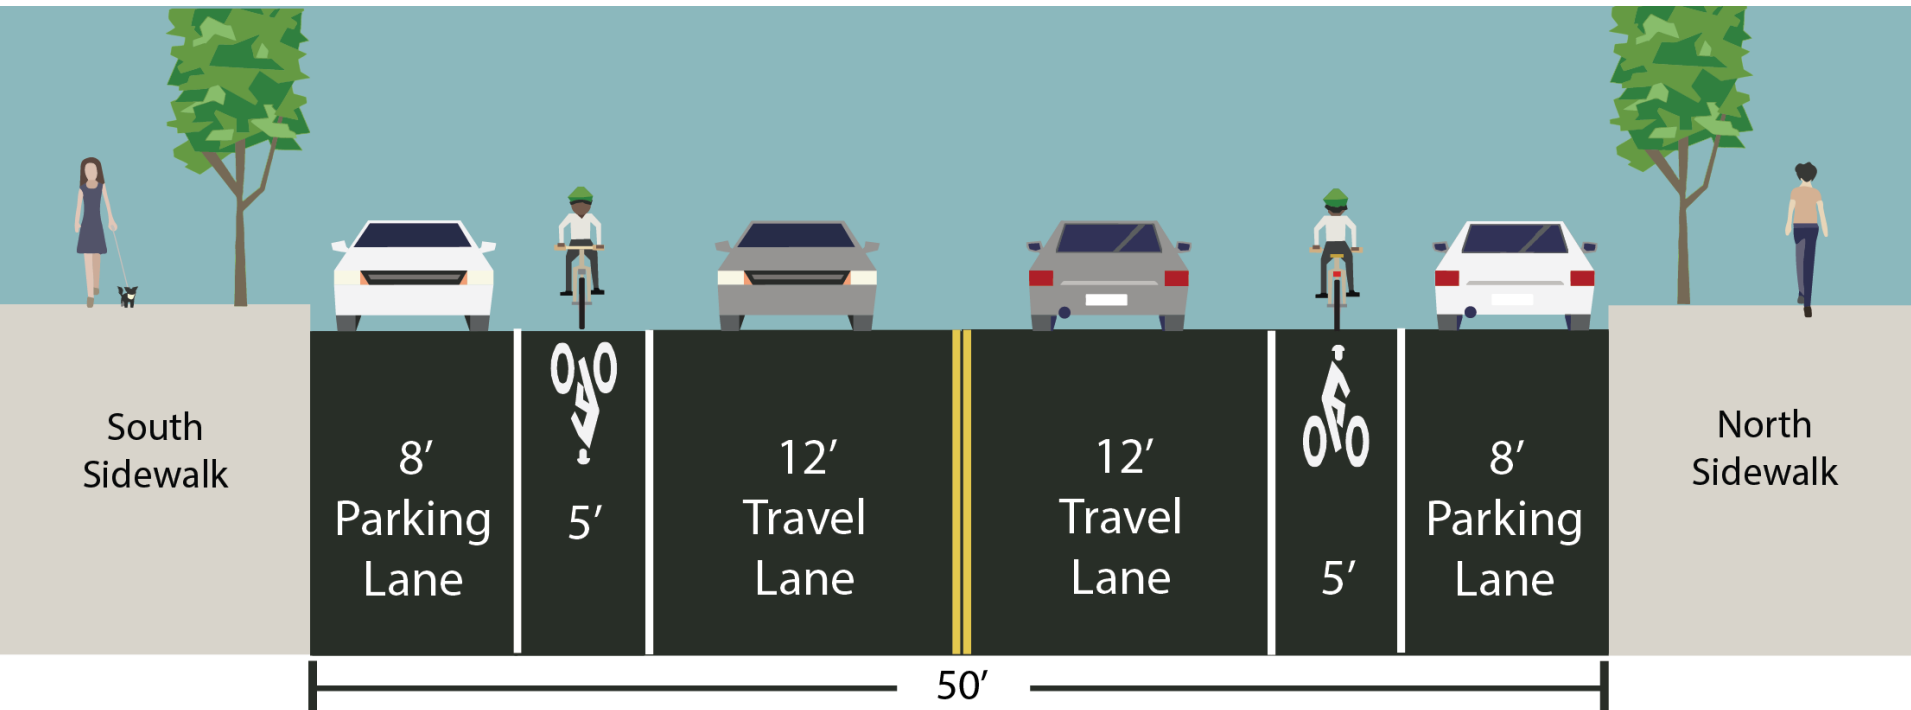 South
Sidewalk
8’
Parking
Lane
5’
12’
Travel
Lane
12’
Travel
Lane
5’
8’
Parking
Lane
North
Sidewalk
50’